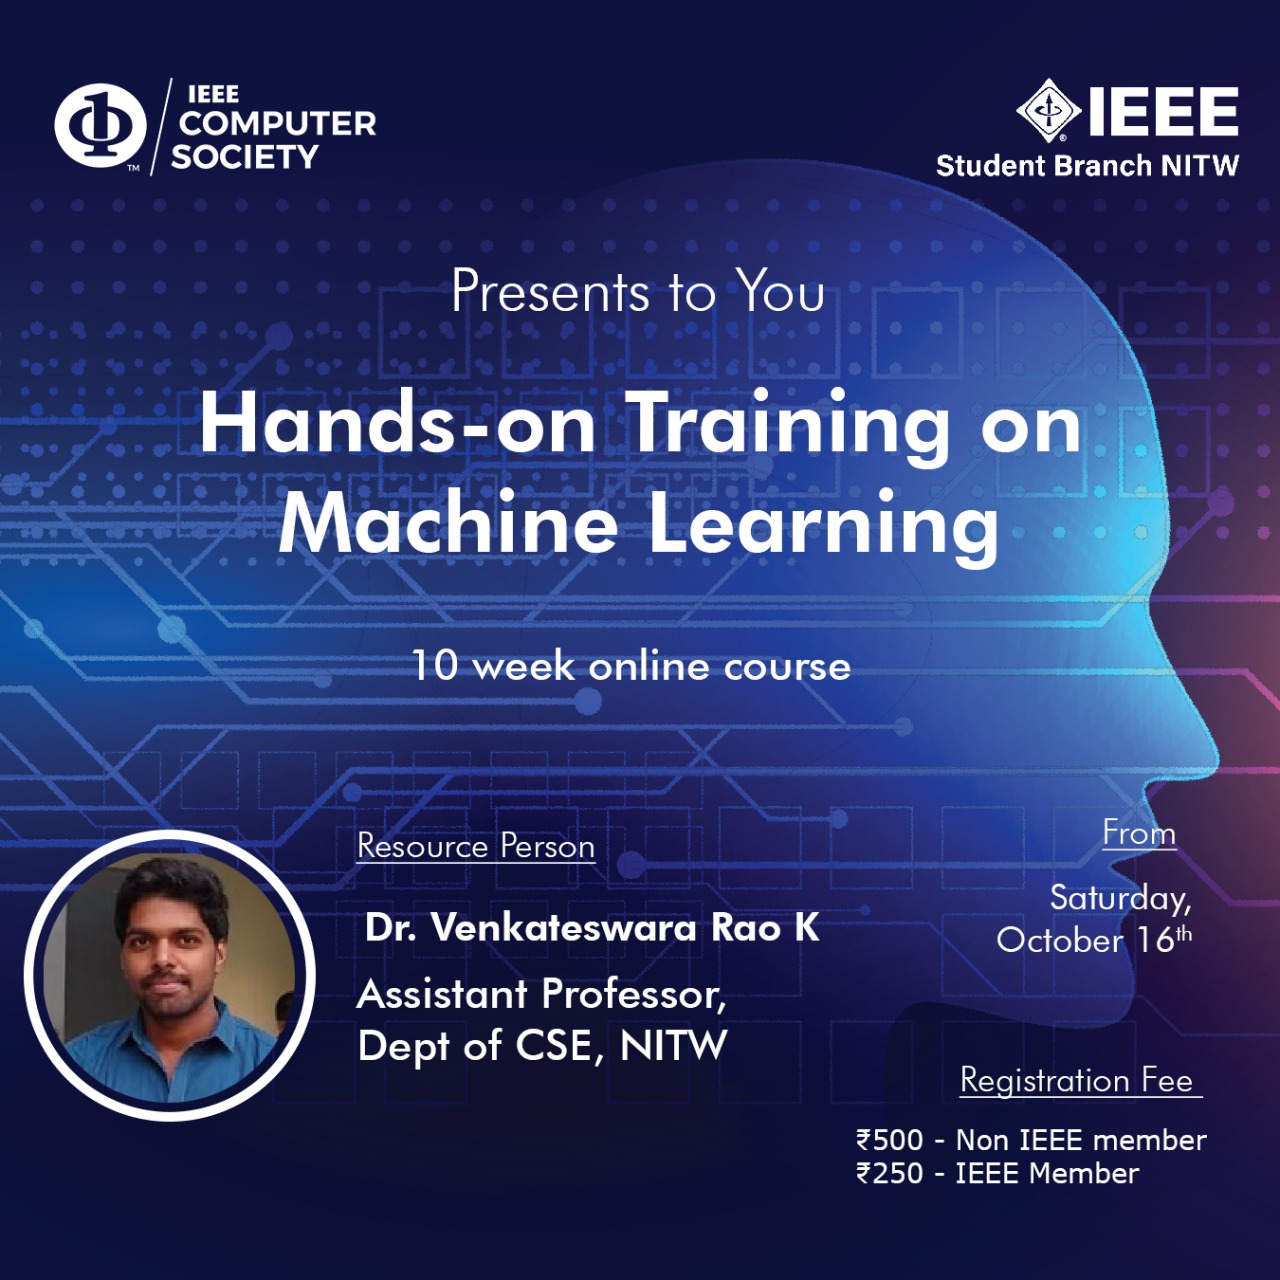 IEEE
COMPUTER
SOCIETY
TM
IEEE
®
Student Branch NITW
Presents to You
Hands-on Training on
Machine Learning
10 week online course
Resource Person
Dr. Venkateswara Rao K
Assistant Professor,
Dept of CSE, NITW
From
Saturday,
October 16th
Registration Fee
₹500 - Non IEEE member
₹250 - IEEE Member